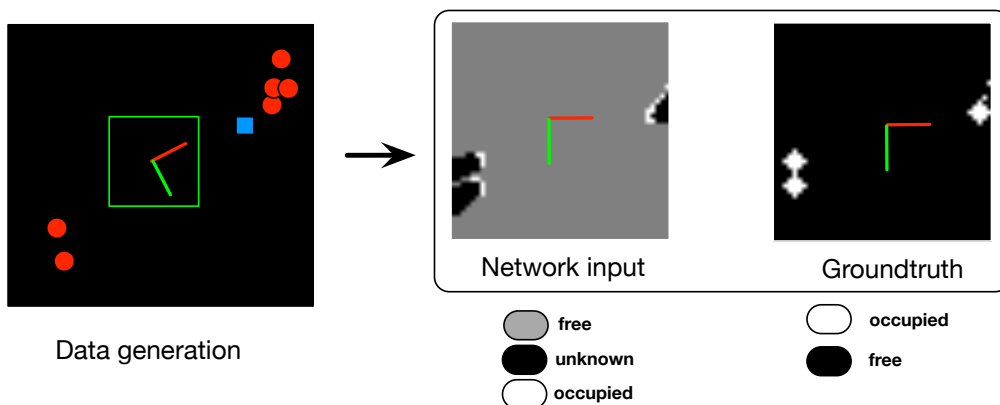 Network input
Groundtruth
Data generation
free
unknown
occupied
occupied
free